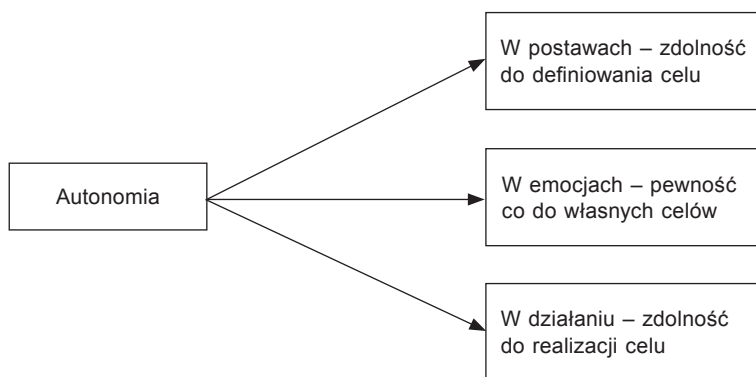 W postawach – zdolność
do definiowania celu
Autonomia
W emocjach – pewność
co do własnych celów
W działaniu – zdolność
do realizacji celu